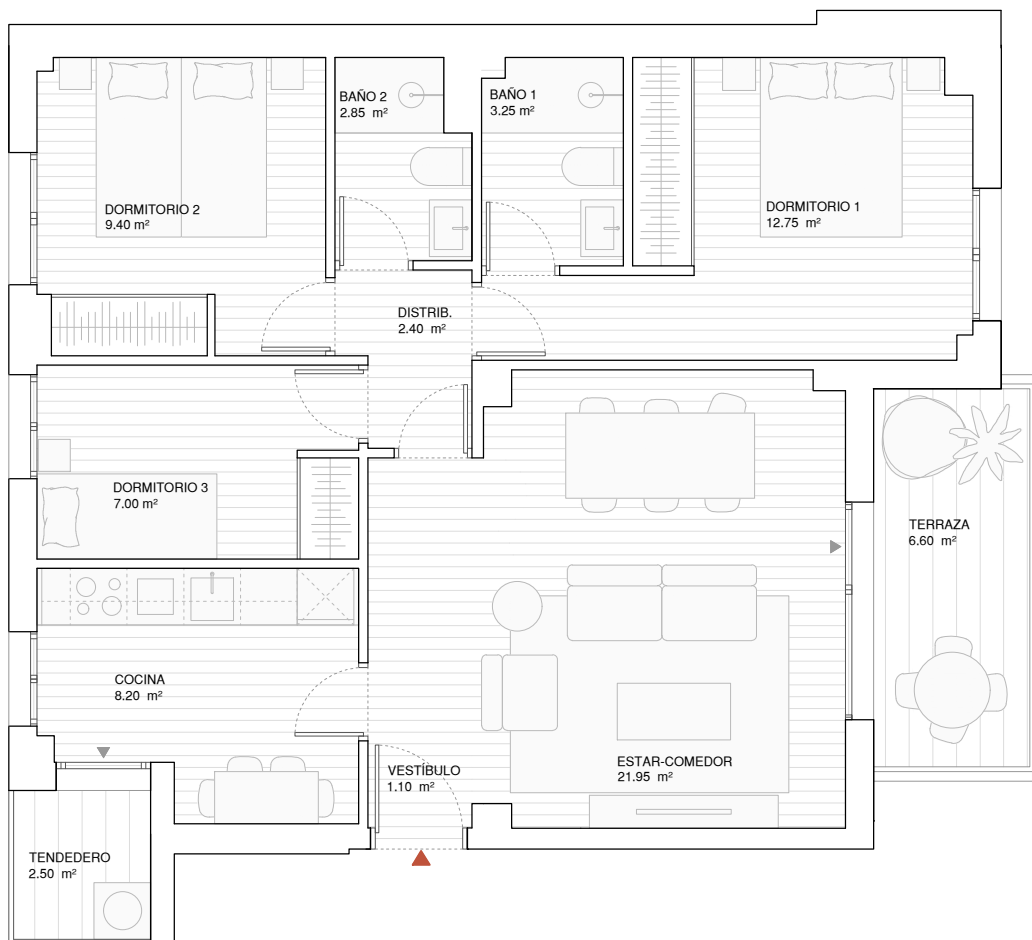 BAÑO 2
2.85 m²
BAÑO 1
3.25 m²
DORMITORIO 2
9.40 m²
DORMITORIO 1
12.75 m²
DISTRIB.
2.40 m²
DORMITORIO 3
7.00 m²
TERRAZA
6.60 m²
COCINA
8.20 m²
VESTÍBULO
1.10 m²
ESTAR-COMEDOR
21.95 m²
TENDEDERO
2.50 m²